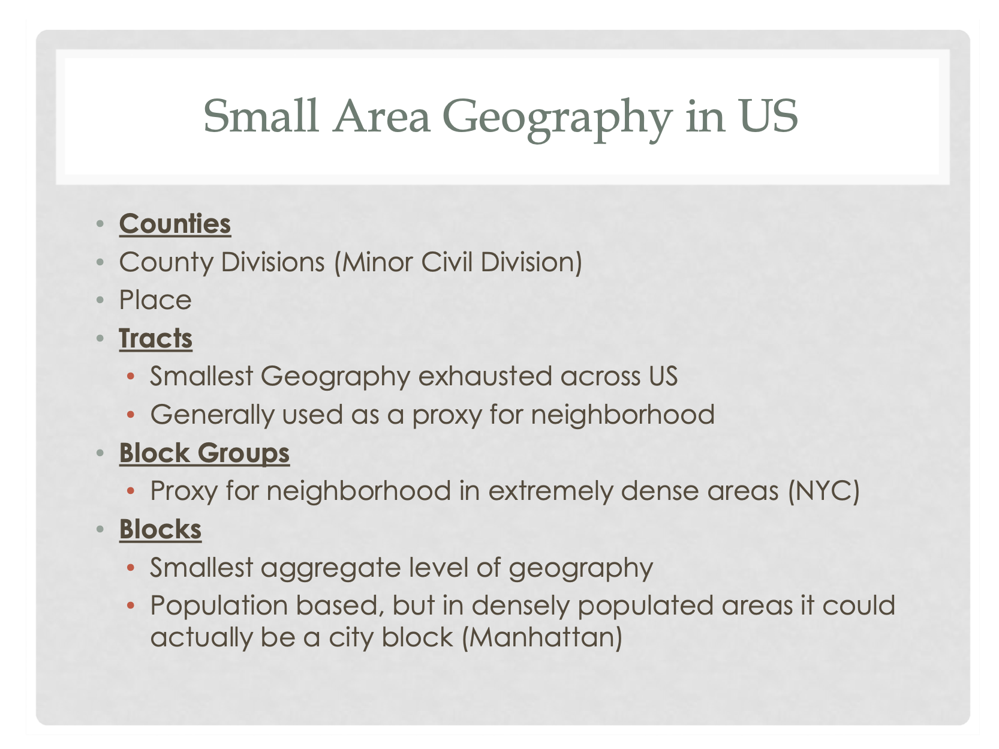 Small Area Geography in US
• Counties
• County Divisions (Minor Civil Division)
• Place
• Tracts
• Smallest Geography exhausted across US
• Generally used as a proxy for neighborhood
• Block Groups
• Proxy for neighborhood in extremely dense areas (NYC)
• Blocks
• Smallest aggregate level of geography
• Population based, but in densely populated areas it could
actually be a city block (Manhattan)